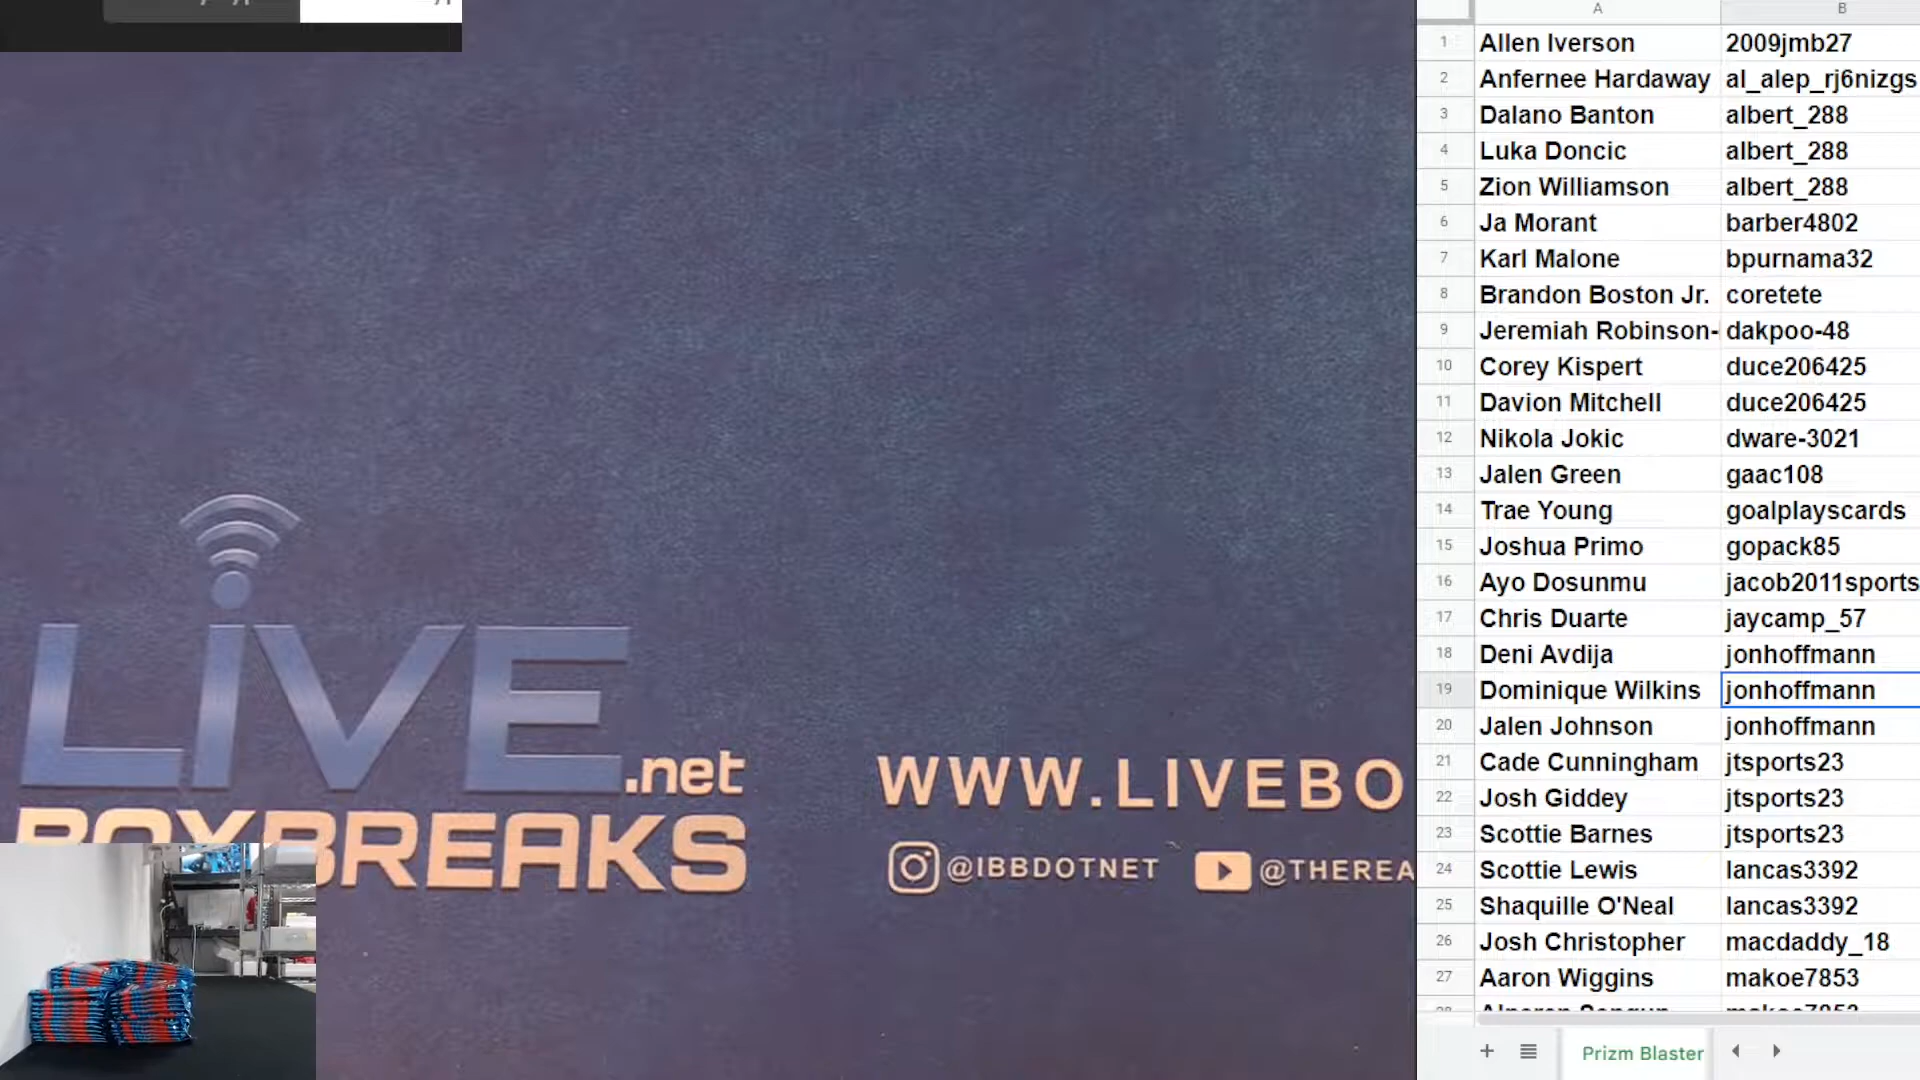 LIVE
.net
BOXBREAKS
WWW.LIVEBO
@IBBDOTNET
@THEREA
A B
1 Allen Iverson 2009jmb27
2 Anfernee Hardaway al_alep_rj6nizgs
3 Dalano Banton albert_288
4 Luka Doncic albert_288
5 Zion Williamson albert_288
6 Ja Morant barber4802
7 Karl Malone bpurnama32
8 Brandon Boston Jr. coretete
9 Jeremiah Robinson- dakpoo-48
10 Corey Kispert duce206425
11 Davion Mitchell duce206425
12 Nikola Jokic dware-3021
13 Jalen Green gaac108
14 Trae Young goalplayscards
15 Joshua Primo gopack85
16 Ayo Dosunmu jacob2011sports
17 Chris Duarte jaycamp_57
18 Deni Avdija jonhoffmann
19 Dominique Wilkins jonhoffmann
20 Jalen Johnson jonhoffmann
21 Cade Cunningham jtsports23
22 Josh Giddey jtsports23
23 Scottie Barnes jtsports23
24 Scottie Lewis lancas3392
25 Shaquille O'Neal lancas3392
26 Josh Christopher macdaddy_18
27 Aaron Wiggins makoe7853
Prizm Blaster